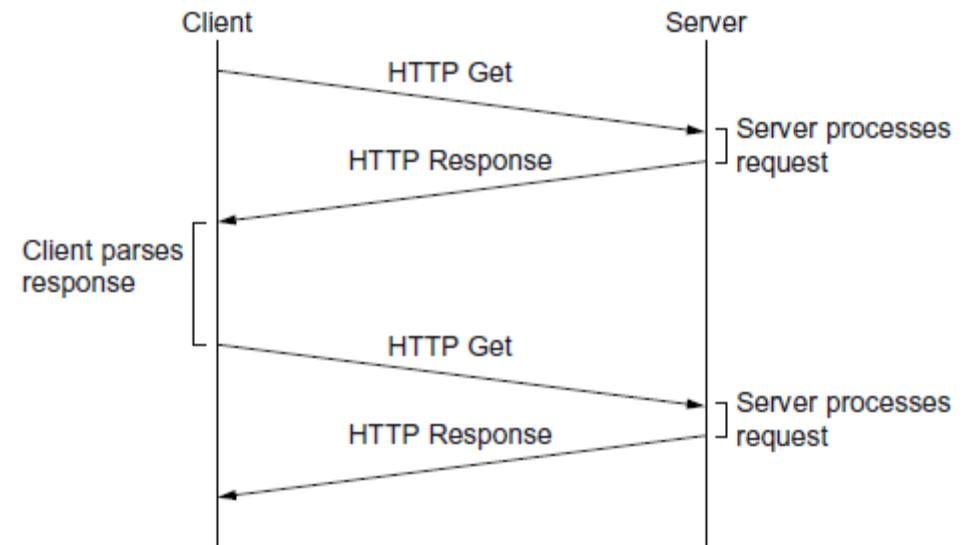 Client
Server
HTTP Get
Server processes
request
HTTP Response
Client parses
response
HTTP Get
Server processes
request
HTTP Response